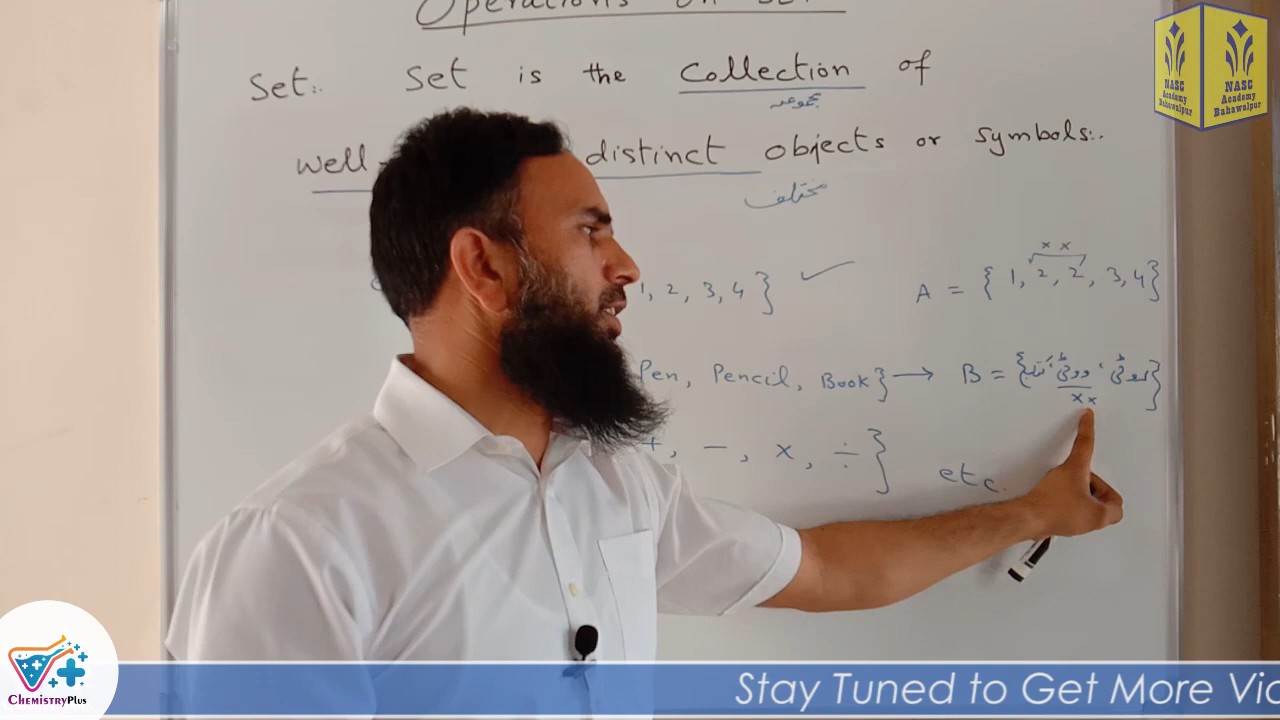 Operations on Set
Set:. Set is the Collection of
مجموعہ
well- distinct objects or symbols:.
مختلف
1, 2, 3, 4 } ✓ A = { 1, 2, 2, 3, 4 }
x x
Pen, Pencil, Book } → B = {
x x
+, −, ×, ÷ } etc.
NASC Academy Bahawalpur
NASC Academy Bahawalpur
ChemistryPlus
Stay Tuned to Get More Vid